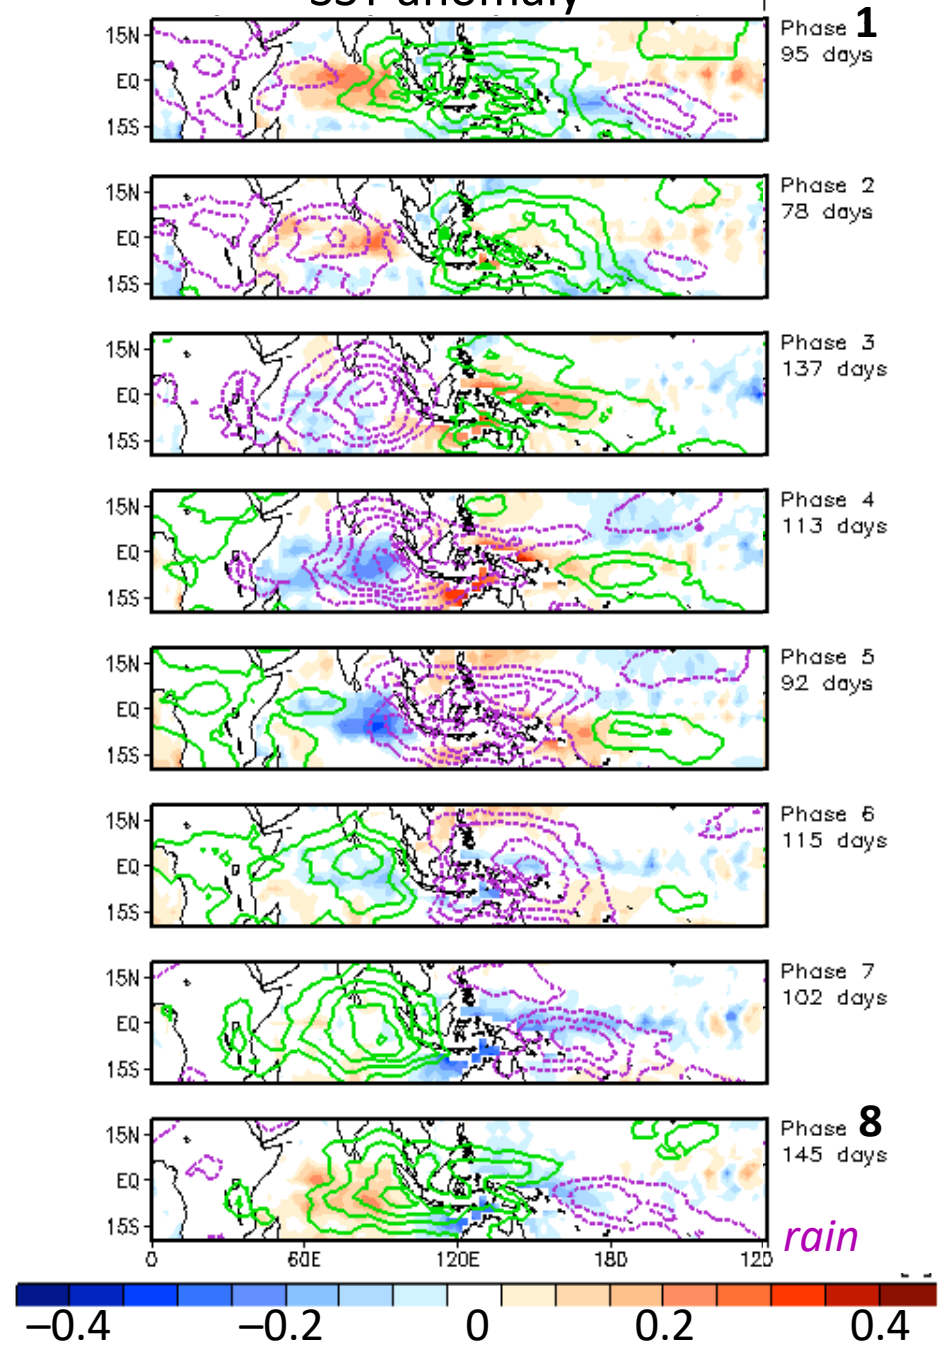 SST anomaly
15N
EQ
15S
Phase 1
95 days
15N
EQ
15S
Phase 2
78 days
15N
EQ
15S
Phase 3
137 days
15N
EQ
15S
Phase 4
113 days
15N
EQ
15S
Phase 5
92 days
15N
EQ
15S
Phase 6
115 days
15N
EQ
15S
Phase 7
102 days
15N
EQ
15S
Phase 8
145 days
rain
0 60E 120E 180 120
−0.4 −0.2 0 0.2 0.4